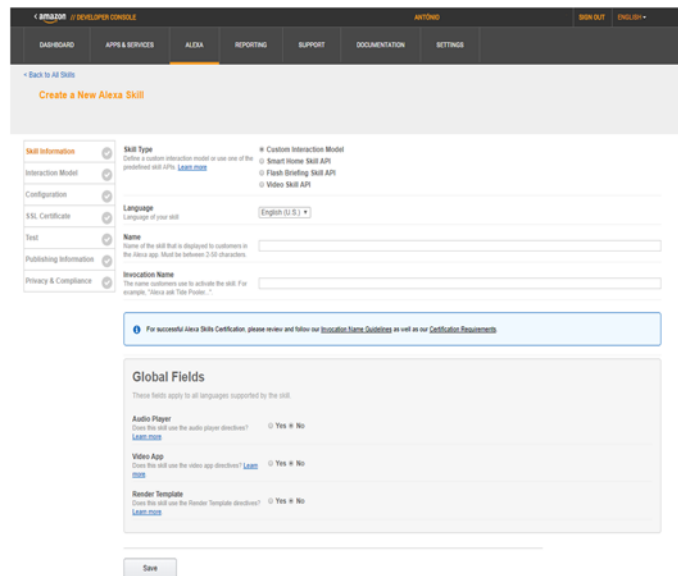 < amazon // DEVELOPER CONSOLE ANTÓNIO SIGN OUT ENGLISH
DASHBOARD APPS & SERVICES ALEXA REPORTING SUPPORT DOCUMENTATION SETTINGS
< Back to All Skills
Create a New Alexa Skill
Skill Information
Interaction Model
Configuration
SSL Certificate
Test
Publishing Information
Privacy & Compliance
Skill Type
Define a custom interaction model or use one of the
predefined skill APIs. Learn more
Custom Interaction Model
Smart Home Skill API
Flash Briefing Skill API
Video Skill API
Language
Language of your skill
English (U.S.)
Name
Name of the skill that is displayed to customers in
the Alexa app. Must be between 2-50 characters.
Invocation Name
The name customers use to activate the skill. For
example, "Alexa ask Tide Pooler...".
For successful Alexa Skills Certification, please review and follow our Invocation Name Guidelines as well as our Certification Requirements.
Global Fields
These fields apply to all languages supported by the skill.
Audio Player
Does this skill use the audio player directives?
Learn more
Yes No
Video App
Does this skill use the video app directives? Learn
more
Yes No
Render Template
Does this skill use the Render Template directives?
Learn more
Yes No
Save